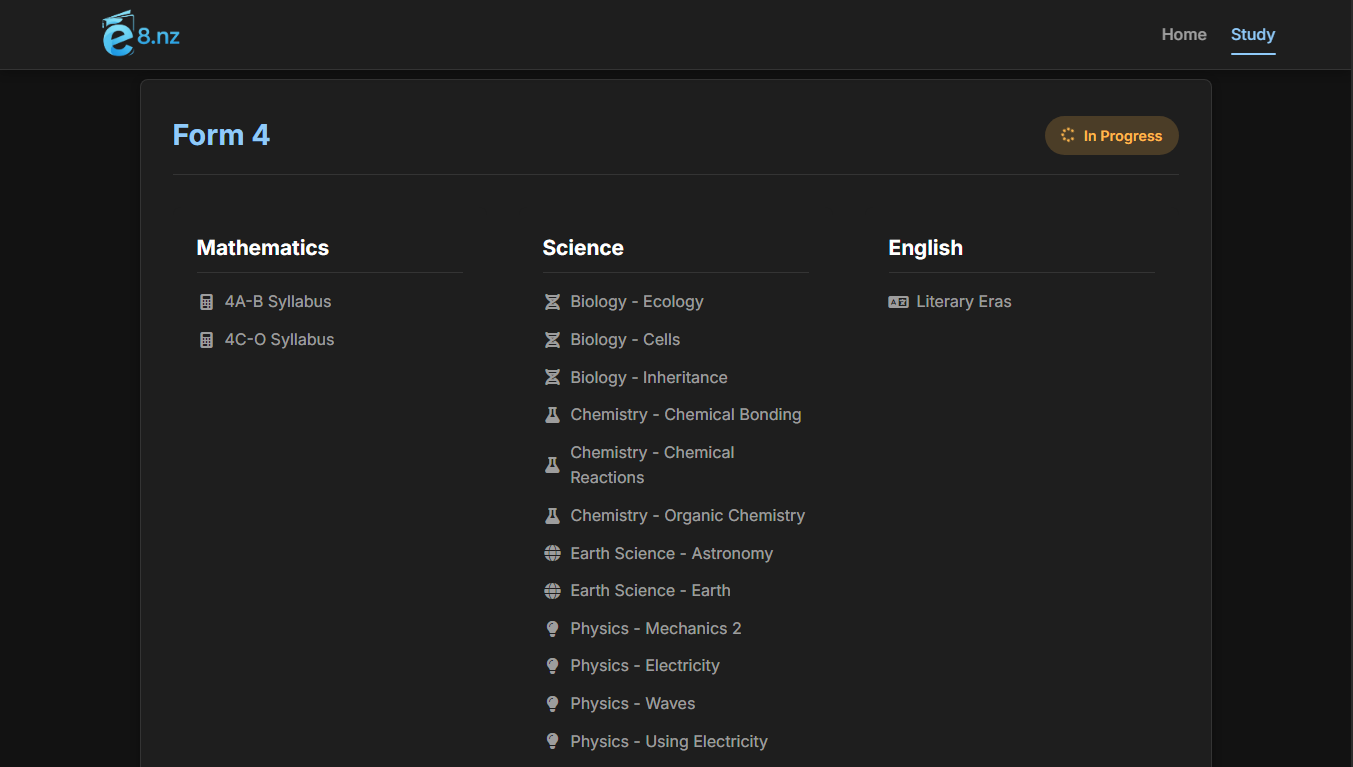 e8.nz
Home
Study
Form 4
In Progress
Mathematics
4A-B Syllabus
4C-O Syllabus
Science
Biology - Ecology
Biology - Cells
Biology - Inheritance
Chemistry - Chemical Bonding
Chemistry - Chemical
Reactions
Chemistry - Organic Chemistry
Earth Science - Astronomy
Earth Science - Earth
Physics - Mechanics 2
Physics - Electricity
Physics - Waves
Physics - Using Electricity
English
Literary Eras